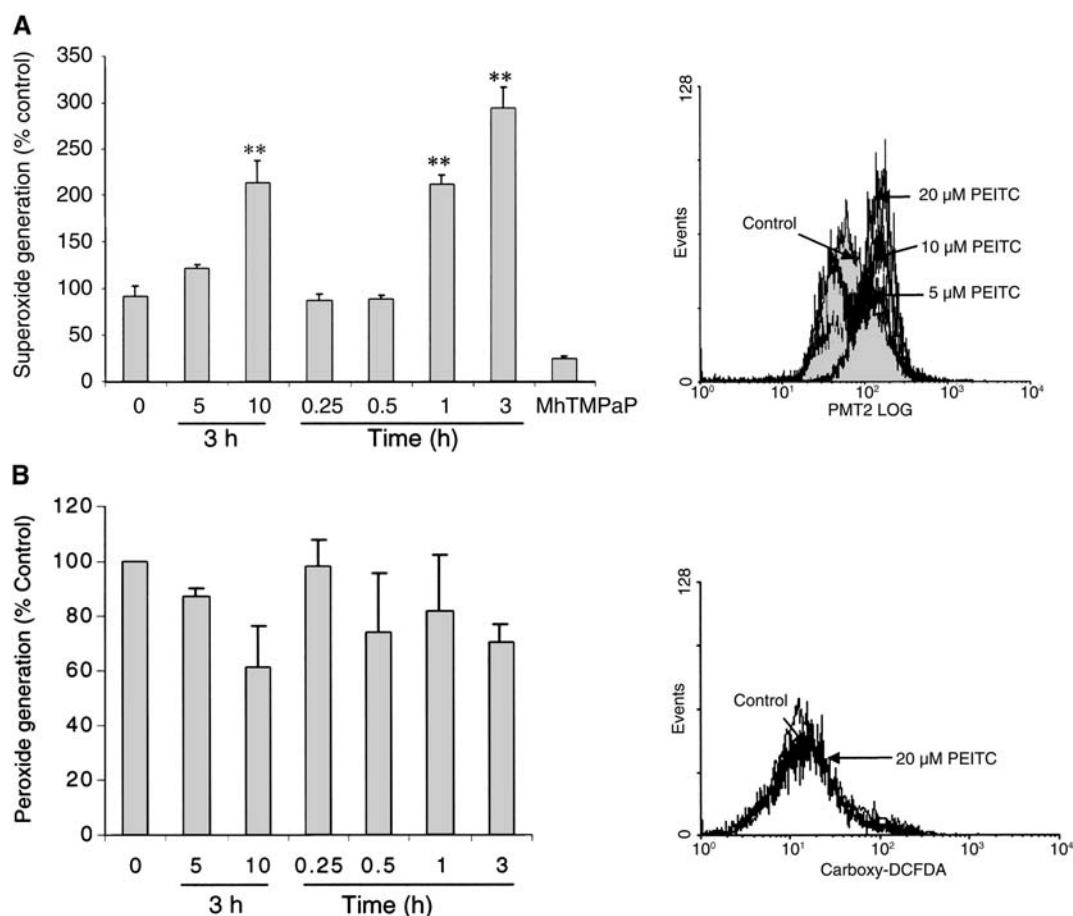 A
Superoxide generation (% control)
350
300
250
200
150
100
50
0
**
**
**
0 5 10 0.25 0.5 1 3 MhTMPaP
3 h Time (h)
128
Events
0
Control
20 µM PEITC
10 µM PEITC
5 µM PEITC
10⁰ 10¹ 10² 10³ 10⁴
PMT2 LOG
B
Peroxide generation (% Control)
120
100
80
60
40
20
0
0 5 10 0.25 0.5 1 3
3 h Time (h)
128
Events
0
Control
20 µM PEITC
10⁰ 10¹ 10² 10³ 10⁴
Carboxy-DCFDA